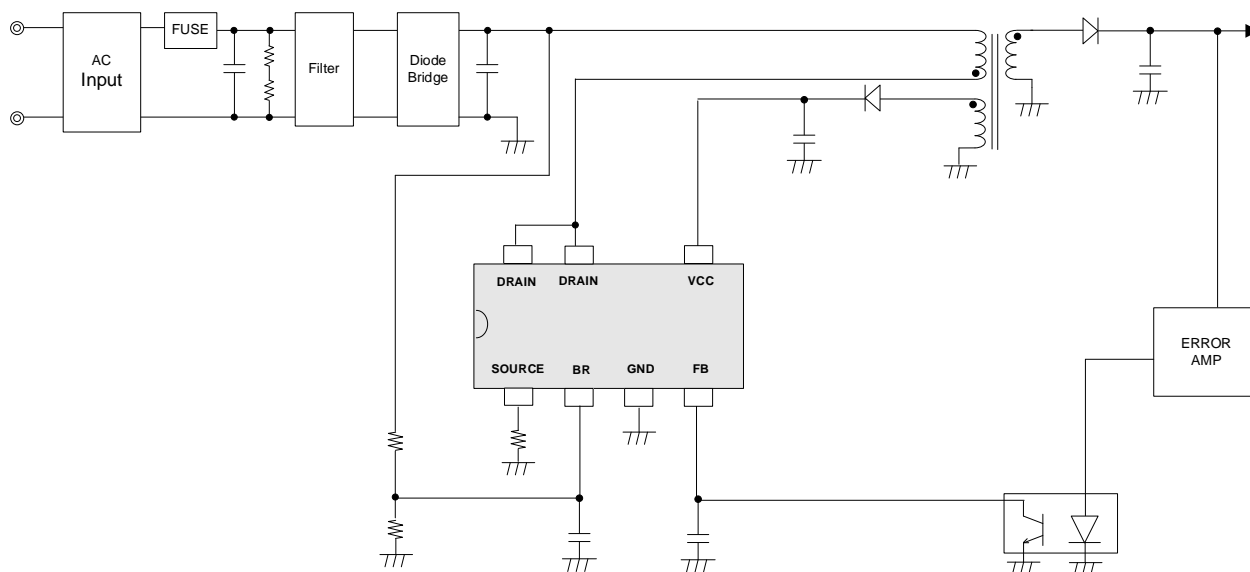 FUSE
AC
Input
Filter
Diode
Bridge
DRAIN
DRAIN
VCC
SOURCE
BR
GND
FB
ERROR
AMP